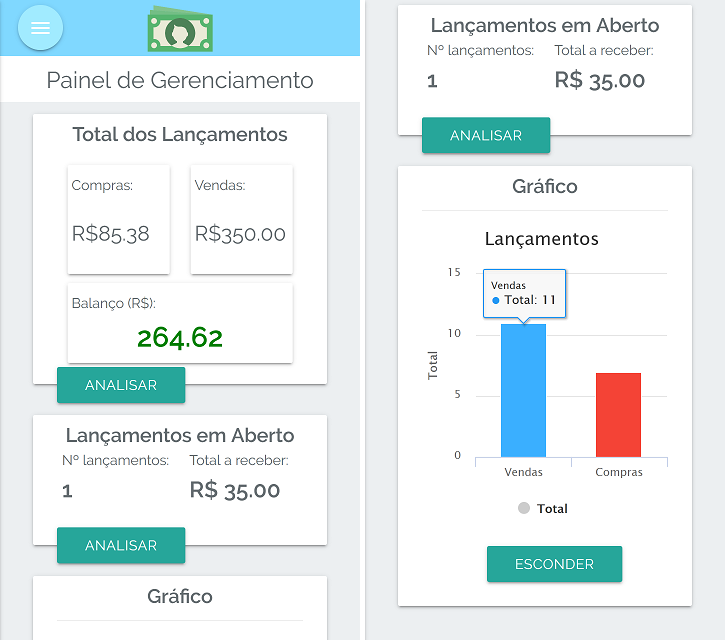 Painel de Gerenciamento
Total dos Lançamentos
Compras:
R$85.38
Vendas:
R$350.00
Balanço (R$):
264.62
ANALISAR
Lançamentos em Aberto
Nº lançamentos: Total a receber:
1 R$ 35.00
ANALISAR
Gráfico
Lançamentos em Aberto
Nº lançamentos: Total a receber:
1 R$ 35.00
ANALISAR
Gráfico
Lançamentos
Total
15
10
5
0
Vendas
Total: 11
Vendas Compras
Total
ESCONDER